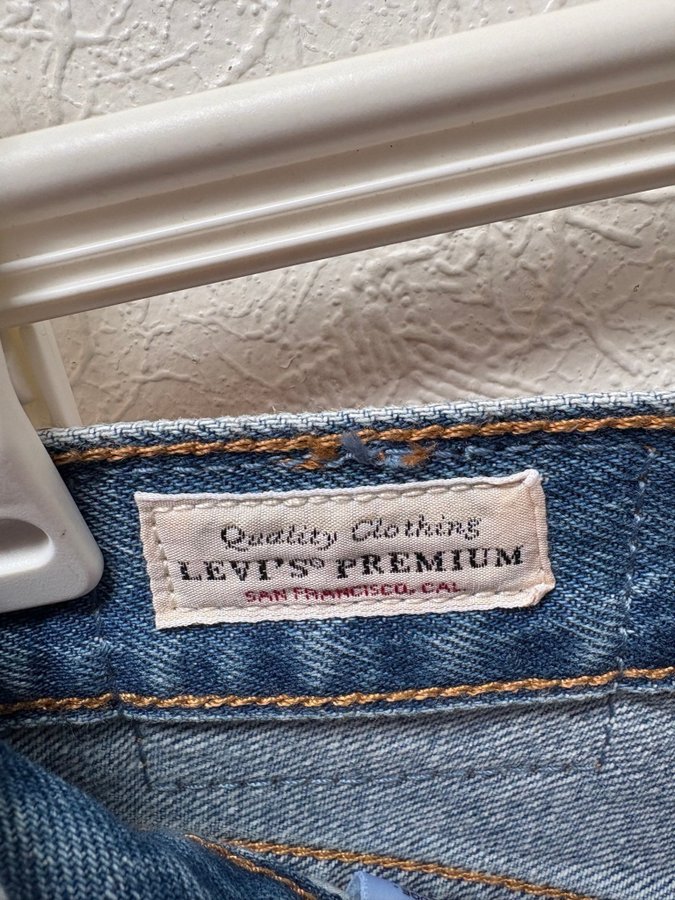 Quality Clothing
LEVI'S® PREMIUM
SAN FRANCISCO, CAL.